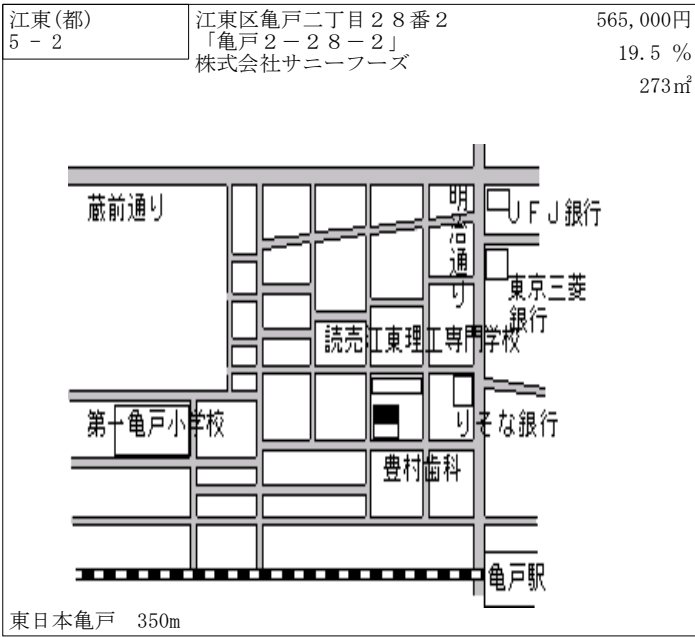 江東(都)
5－2
江東区亀戸二丁目２８番２
「亀戸２－２８－２」
株式会社サニーフーズ
565,000円
19.5 %
273㎡
蔵前通り
明治通り
ＵＦＪ銀行
東京三菱
銀行
読売江東理工専門学校
第一亀戸小学校
りそな銀行
豊村歯科
亀戸駅
東日本亀戸　350m